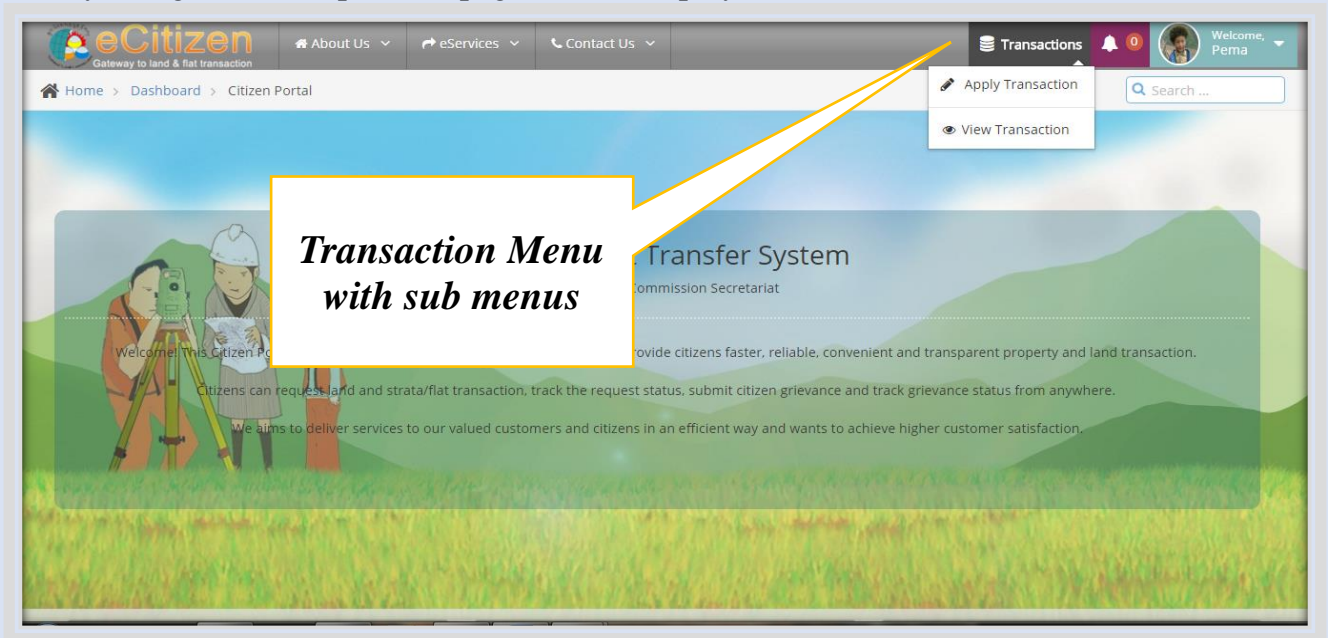 eCitizen
Gateway to land & flat transaction
About Us
eServices
Contact Us
Transactions
0
Welcome,
Pema
Home > Dashboard > Citizen Portal
Apply Transaction
Search ...
View Transaction
Transaction Menu
with sub menus
Transfer System
Commission Secretariat
Welcome! This Citizen
provide citizens faster, reliable, convenient and transparent property and land transaction.
Citizens can request land and strata/flat transaction, track the request status, submit citizen grievance and track grievance status from anywhere.
We aims to deliver services to our valued customers and citizens in an efficient way and wants to achieve higher customer satisfaction.